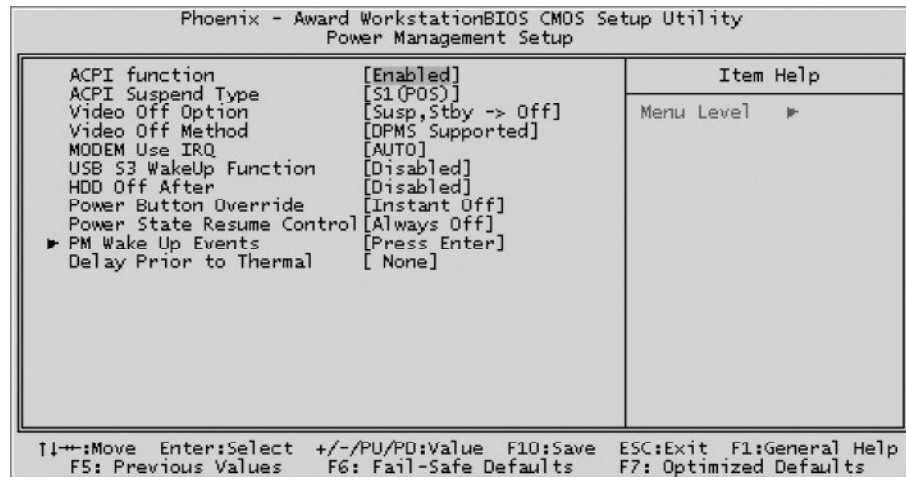 Phoenix - Award WorkstationBIOS CMOS Setup Utility
Power Management Setup
ACPI function [Enabled]
ACPI Suspend Type [S1(POS)]
Video Off Option [Susp,Stby -> Off]
Video Off Method [DPMS Supported]
MODEM Use IRQ [AUTO]
USB S3 WakeUp Function [Disabled]
HDD Off After [Disabled]
Power Button Override [Instant Off]
Power State Resume Control [Always Off]
► PM Wake Up Events [Press Enter]
Delay Prior to Thermal [ None]
Item Help
Menu Level ►
↑↓→←:Move Enter:Select +/-/PU/PD:Value F10:Save ESC:Exit F1:General Help
F5: Previous Values F6: Fail-Safe Defaults F7: Optimized Defaults